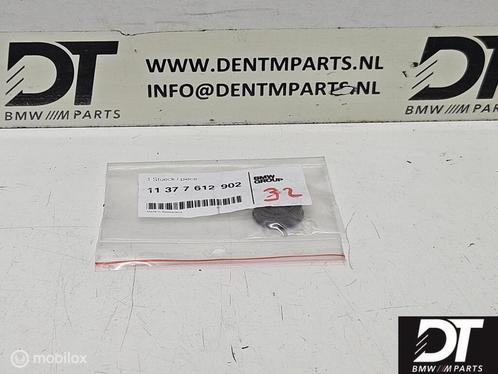 DT
BMW///M PARTS
WWW.DENTMPARTS.NL
INFO@DENTMPARTS.NL
DT
BMW///M PARTS
1 Stueck / piece
11 37 7 612 902
BMW
GROUP
32
mobilox
DT
BMW///M PARTS